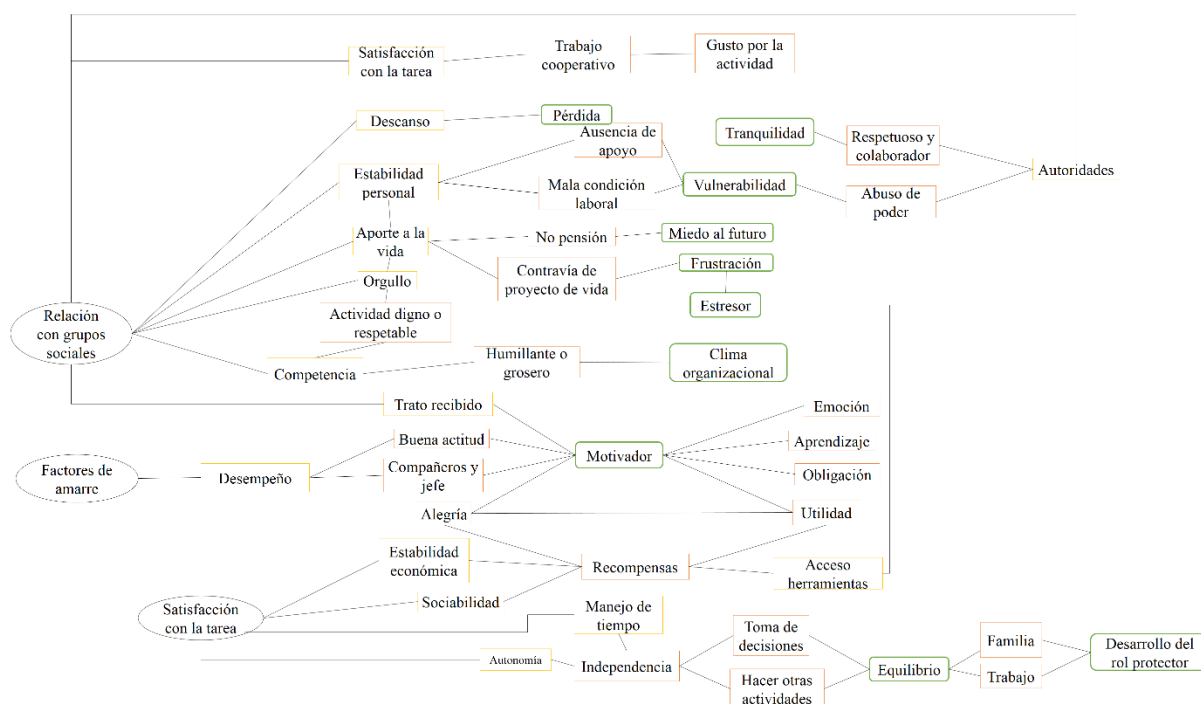 Satisfacción
con la tarea
Trabajo
cooperativo
Gusto por la
actividad
Descanso
Pérdida
Ausencia de
apoyo
Tranquilidad
Respetuoso y
colaborador
Autoridades
Estabilidad
personal
Mala condición
laboral
Vulnerabilidad
Abuso de
poder
Aporte a la
vida
No pensión
Miedo al futuro
Orgullo
Contravía de
proyecto de vida
Frustración
Estresor
Relación
con grupos
sociales
Actividad digno o
respetable
Competencia
Humillante o
grosero
Clima
organizacional
Trato recibido
Emoción
Buena actitud
Motivador
Aprendizaje
Factores de
amarre
Desempeño
Compañeros y
jefe
Obligación
Alegría
Utilidad
Estabilidad
económica
Recompensas
Acceso
herramientas
Sociabilidad
Satisfacción
con la tarea
Manejo de
tiempo
Autonomía
Independencia
Toma de
decisiones
Hacer otras
actividades
Equilibrio
Familia
Trabajo
Desarrollo del
rol protector